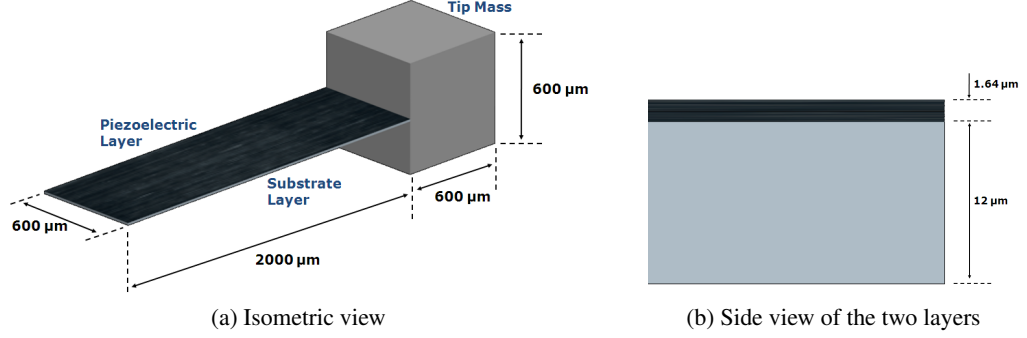 Tip Mass
600 µm
Piezoelectric
Layer
Substrate
Layer
600 µm
600 µm
2000 µm
1.64 µm
12 µm
(a) Isometric view
(b) Side view of the two layers